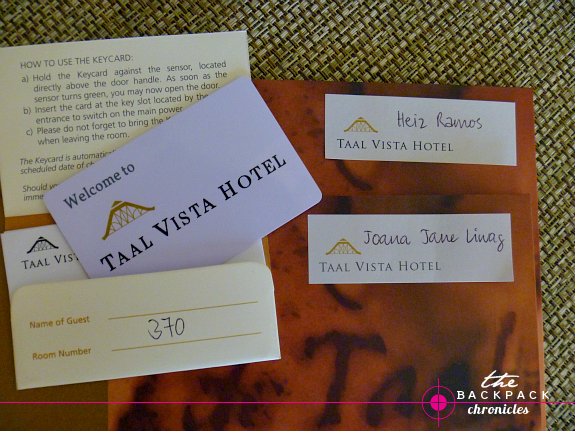 HOW TO USE THE KEYCARD:
a) Hold the Keycard against the sensor, located
directly above the door handle. As soon as the
sensor turns green, you may now open the door.
b) Insert the card at the key slot located by the
entrance to switch on the main power
c) Please do not forget to bring the
when leaving the room.
The Keycard is automatic
scheduled date of
Should
imme
Welcome to
TAAL VISTA HOTEL
TAAL VIST
Name of Guest
370
Room Number
Heiz Ramos
TAAL VISTA HOTEL
Joana Jane Linag
TAAL VISTA HOTEL
Taal
the
BACKPACK
chronicles